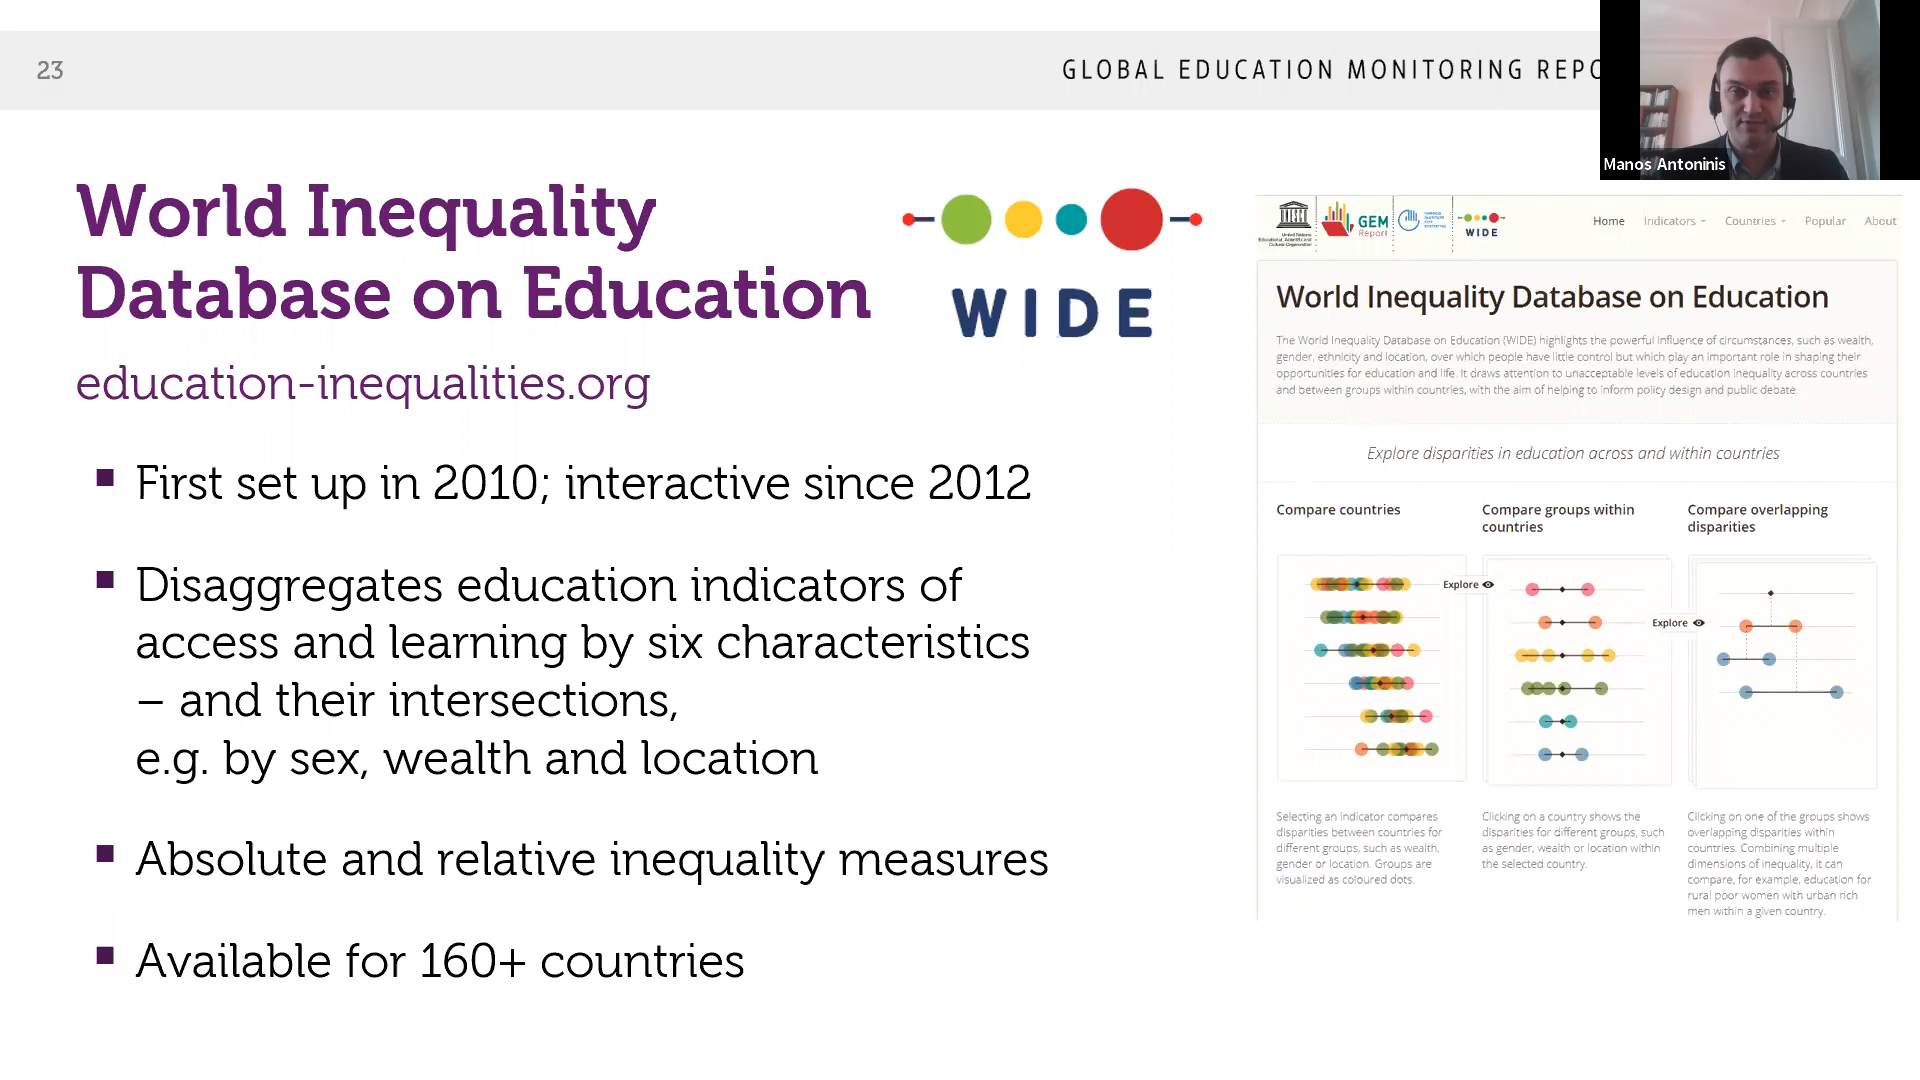 23
GLOBAL EDUCATION MONITORING REPO
Manos Antoninis
World Inequality
Database on Education
education-inequalities.org
WIDE
▪ First set up in 2010; interactive since 2012
▪ Disaggregates education indicators of
access and learning by six characteristics
– and their intersections,
e.g. by sex, wealth and location
▪ Absolute and relative inequality measures
▪ Available for 160+ countries
UNESCO
United Nations
Educational, Scientific and
Cultural Organization
GEM
Report
WIDE
Home Indicators Countries Popular About
World Inequality Database on Education
The World Inequality Database on Education (WIDE) highlights the powerful influence of circumstances, such as wealth,
gender, ethnicity and location, over which people have little control but which play an important role in shaping their
opportunities for education and life. It draws attention to unacceptable levels of education inequality across countries
and between groups within countries, with the aim of helping to inform policy design and public debate.
Explore disparities in education across and within countries
Compare countries
Explore
Selecting an indicator compares
disparities between countries for
different groups, such as wealth,
gender or location. Groups are
visualized as coloured dots.
Compare groups within
countries
Explore
Clicking on a country shows the
disparities for different groups, such
as gender, wealth or location within
the selected country.
Compare overlapping
disparities
Clicking on one of the groups shows
overlapping disparities within
countries. Combining multiple
dimensions of inequality, it can
compare, for example, education for
rural poor women with urban rich
men within a given country.